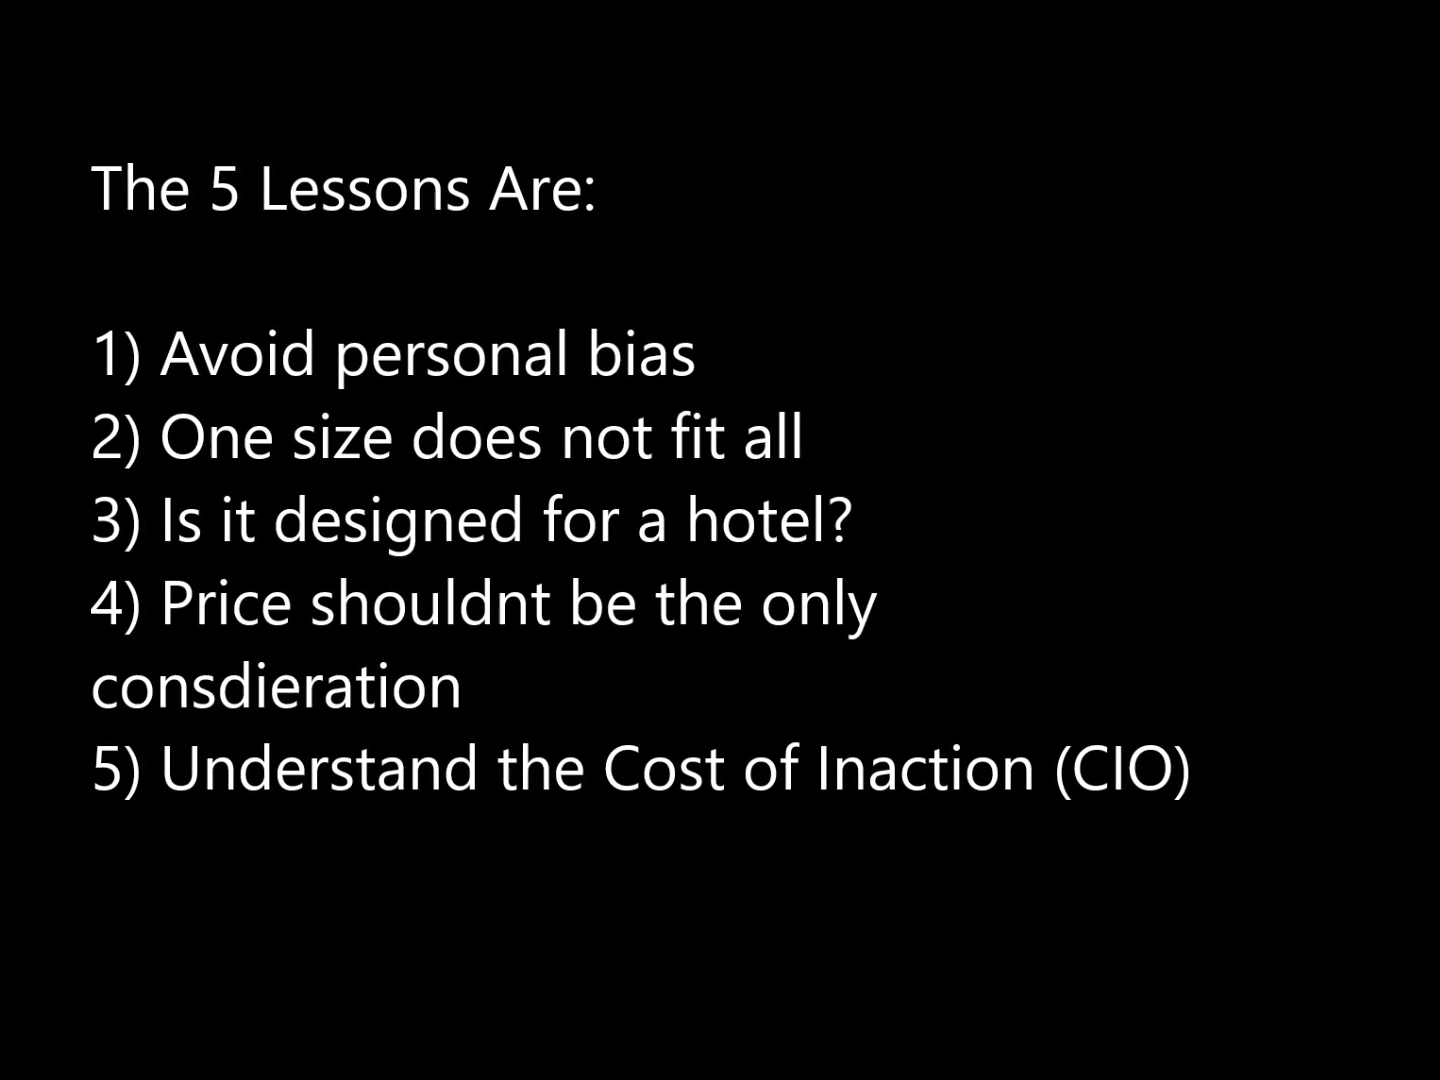 The 5 Lessons Are:
1) Avoid personal bias
2) One size does not fit all
3) Is it designed for a hotel?
4) Price shouldnt be the only
consdieration
5) Understand the Cost of Inaction (CIO)